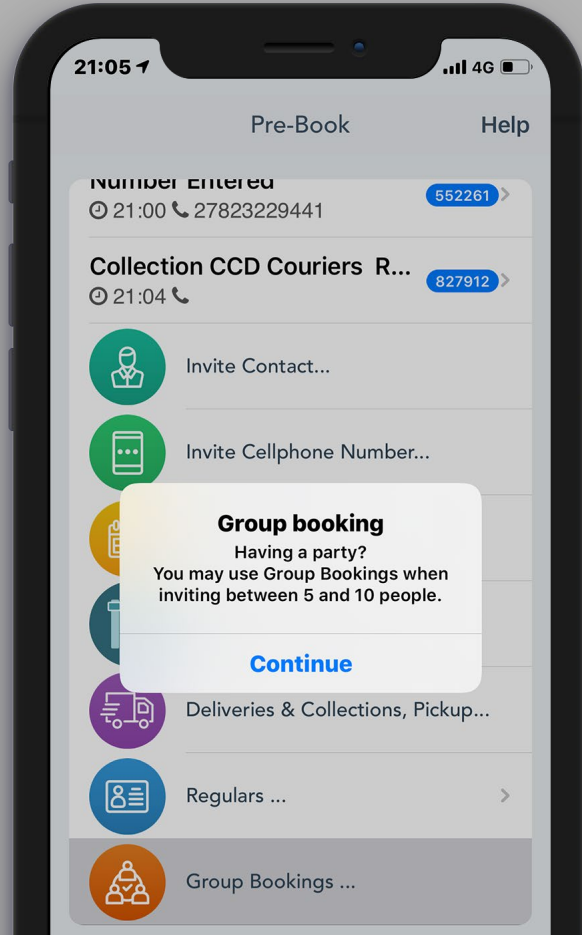 21:05
4G
Pre-Book
Help
Number Entered
552261
21:00 27823229441
Collection CCD Couriers R...
827912
21:04
Invite Contact...
Invite Cellphone Number...
Group booking
Having a party?
You may use Group Bookings when
inviting between 5 and 10 people.
Continue
Deliveries & Collections, Pickup...
Regulars ...
Group Bookings ...